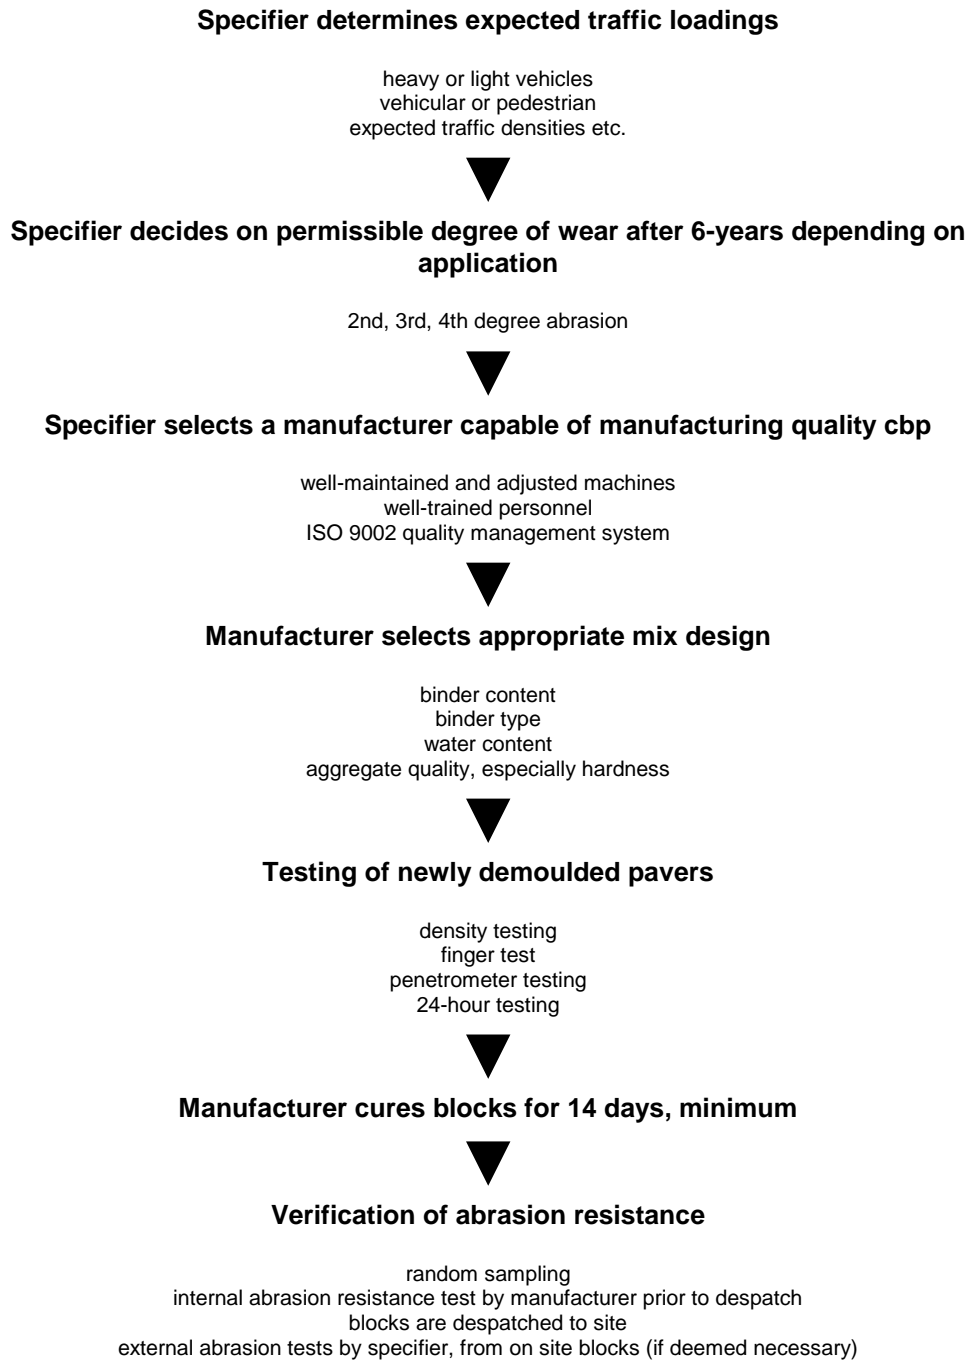 Specifier determines expected traffic loadings
heavy or light vehicles
vehicular or pedestrian
expected traffic densities etc.
Specifier decides on permissible degree of wear after 6-years depending on
application
2nd, 3rd, 4th degree abrasion
Specifier selects a manufacturer capable of manufacturing quality cbp
well-maintained and adjusted machines
well-trained personnel
ISO 9002 quality management system
Manufacturer selects appropriate mix design
binder content
binder type
water content
aggregate quality, especially hardness
Testing of newly demoulded pavers
density testing
finger test
penetrometer testing
24-hour testing
Manufacturer cures blocks for 14 days, minimum
Verification of abrasion resistance
random sampling
internal abrasion resistance test by manufacturer prior to despatch
blocks are despatched to site
external abrasion tests by specifier, from on site blocks (if deemed necessary)